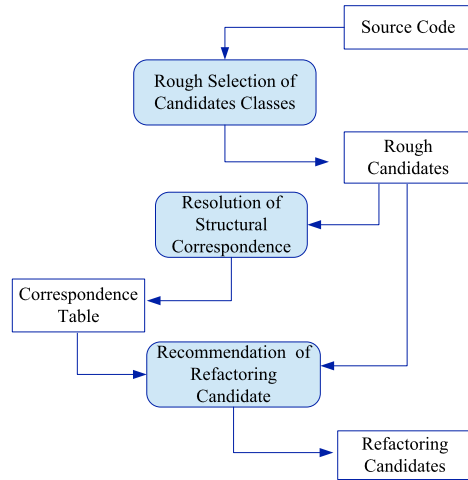 Source Code
Rough Selection of
Candidates Classes
Rough
Candidates
Resolution of
Structural
Correspondence
Correspondence
Table
Recommendation of
Refactoring
Candidate
Refactoring
Candidates